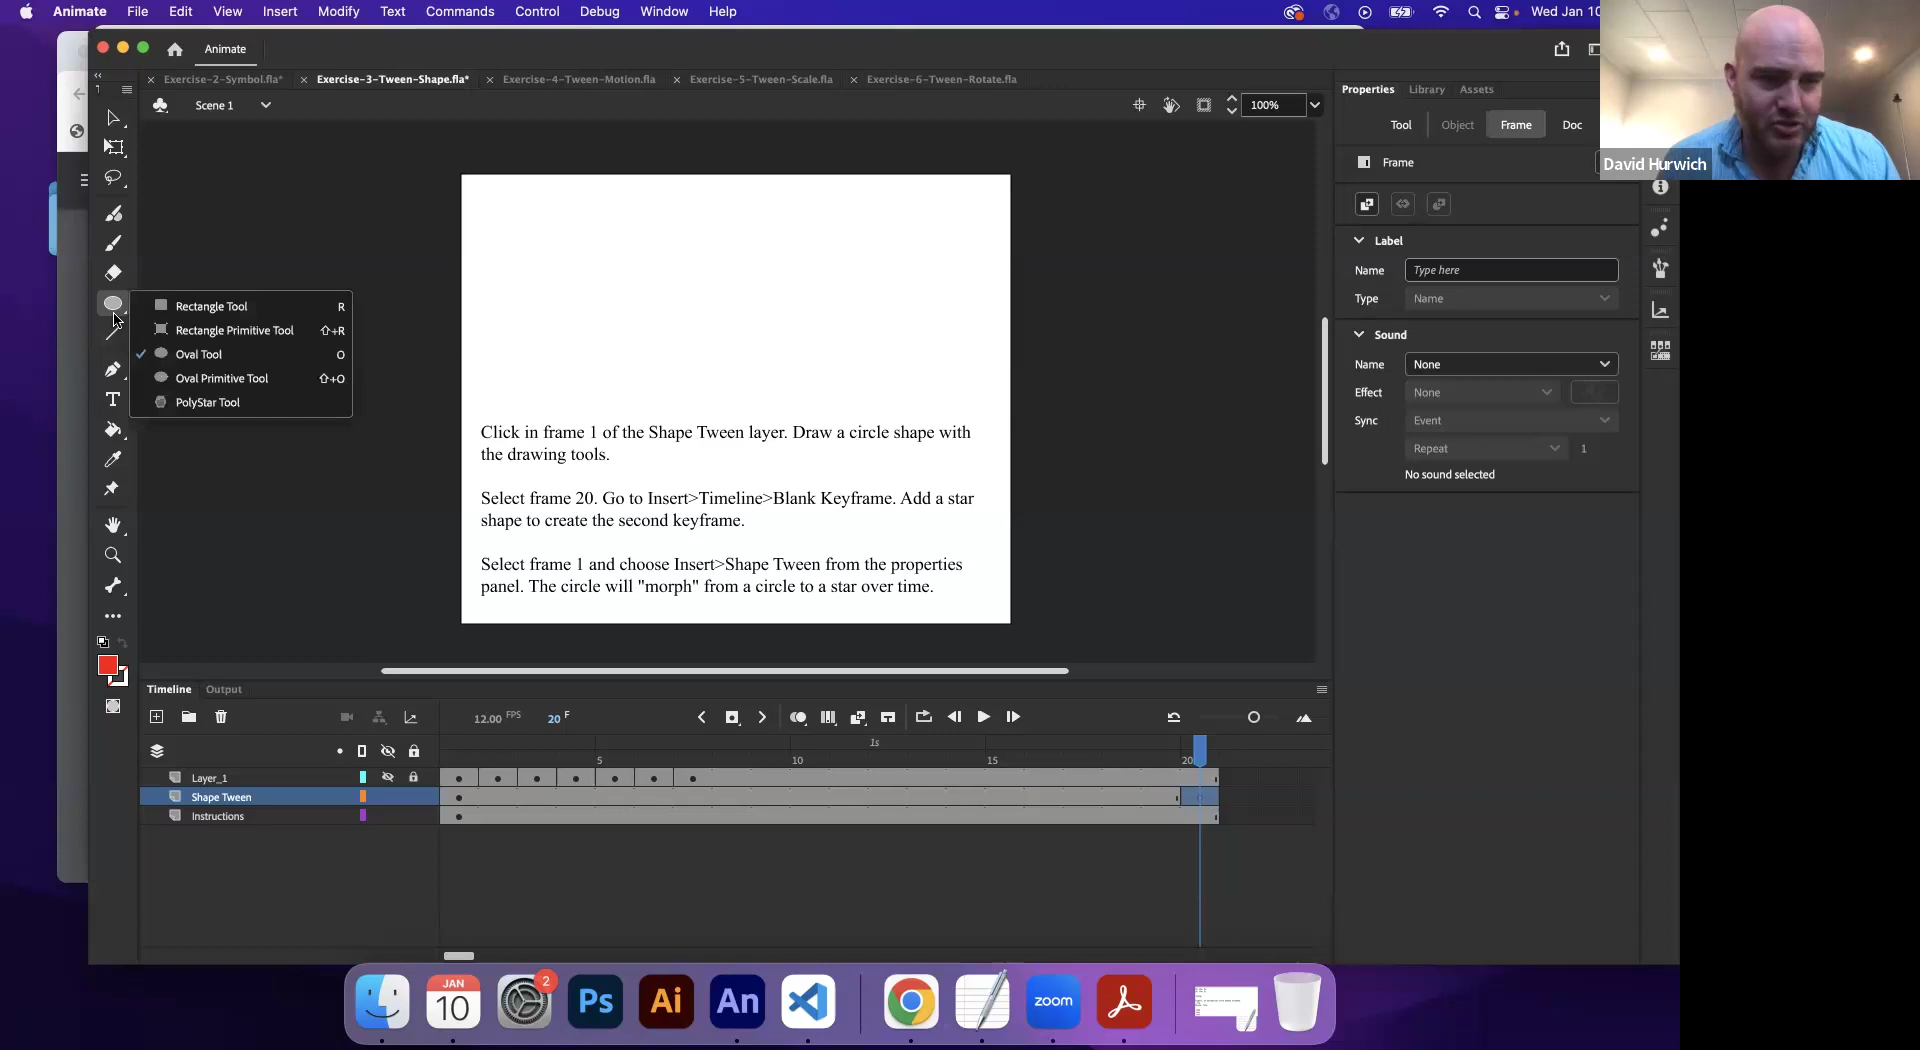 Animate File Edit View Insert Modify Commands Control Debug Window Help
Wed Jan 10
Animate
Exercise-2-Symbol.fla* Exercise-3-Tween-Shape.fla* Exercise-4-Tween-Motion.fla Exercise-5-Tween-Scale.fla Exercise-6-Tween-Rotate.fla
Scene 1
100%
Properties Library Assets
Tool Object Frame Doc
Frame
David Hurwich
Label
Name Type here
Type Name
Sound
Name None
Effect None
Sync Event
Repeat 1
No sound selected
Rectangle Tool R
Rectangle Primitive Tool ⇧+R
Oval Tool O
Oval Primitive Tool ⇧+O
PolyStar Tool
Click in frame 1 of the Shape Tween layer. Draw a circle shape with
the drawing tools.
Select frame 20. Go to Insert>Timeline>Blank Keyframe. Add a star
shape to create the second keyframe.
Select frame 1 and choose Insert>Shape Tween from the properties
panel. The circle will "morph" from a circle to a star over time.
Timeline Output
12.00 FPS 20 F
1s
5 10 15 20
Layer_1
Shape Tween
Instructions
JAN
10
2
Ps
Ai
An
zoom